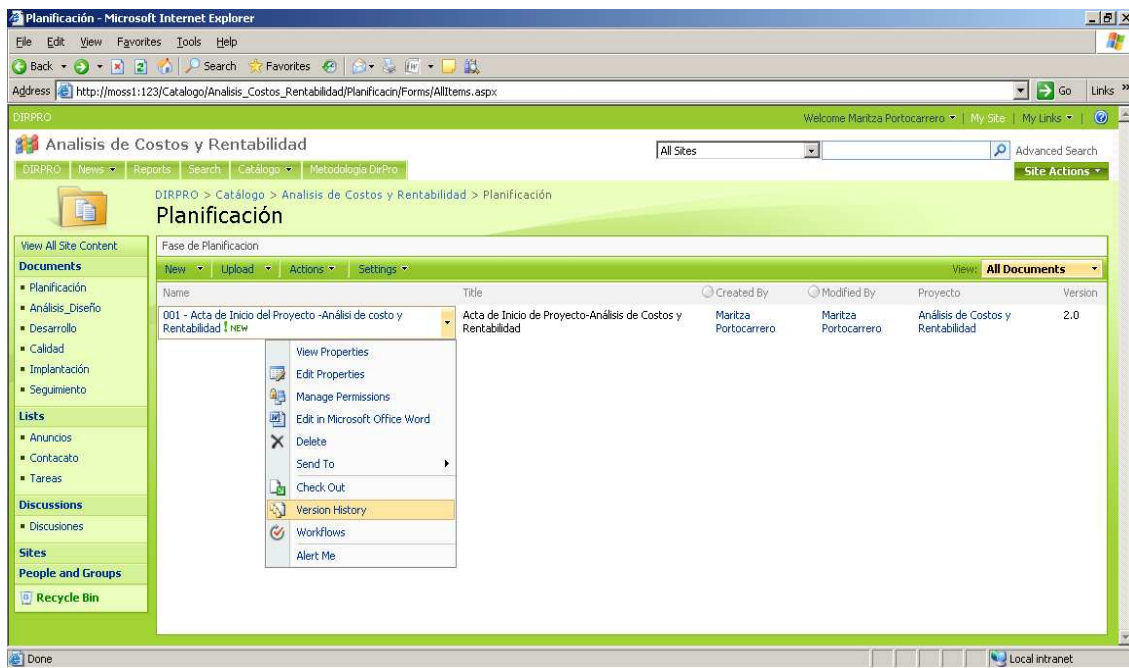 Planificación - Microsoft Internet Explorer
File Edit View Favorites Tools Help
Back Search Favorites
Address http://moss1:123/Catalogo/Analisis_Costos_Rentabilidad/Planificacin/Forms/AllItems.aspx Go Links »
DIRPRO Welcome Maritza Portocarrero | My Site | My Links |
Analisis de Costos y Rentabilidad All Sites Advanced Search
DIRPRO News Reports Search Catálogo Metodologia DirPro Site Actions
DIRPRO > Catálogo > Analisis de Costos y Rentabilidad > Planificación
Planificación
View All Site Content Fase de Planificacion
Documents New Upload Actions Settings View: All Documents
Planificación Name Title Created By Modified By Proyecto Version
Análisis_Diseño 001 - Acta de Inicio del Proyecto -Análisi de costo y Acta de Inicio de Proyecto-Análisis de Costos y Maritza Maritza Análisis de Costos y 2.0
Desarrollo Rentabilidad ! NEW Rentabilidad Portocarrero Portocarrero Rentabilidad
Calidad View Properties
Implantación Edit Properties
Seguimiento Manage Permissions
Lists Edit in Microsoft Office Word
Anuncios Delete
Contacato Send To
Tareas Check Out
Discussions Version History
Discusiones Workflows
Sites Alert Me
People and Groups
Recycle Bin
Done Local intranet